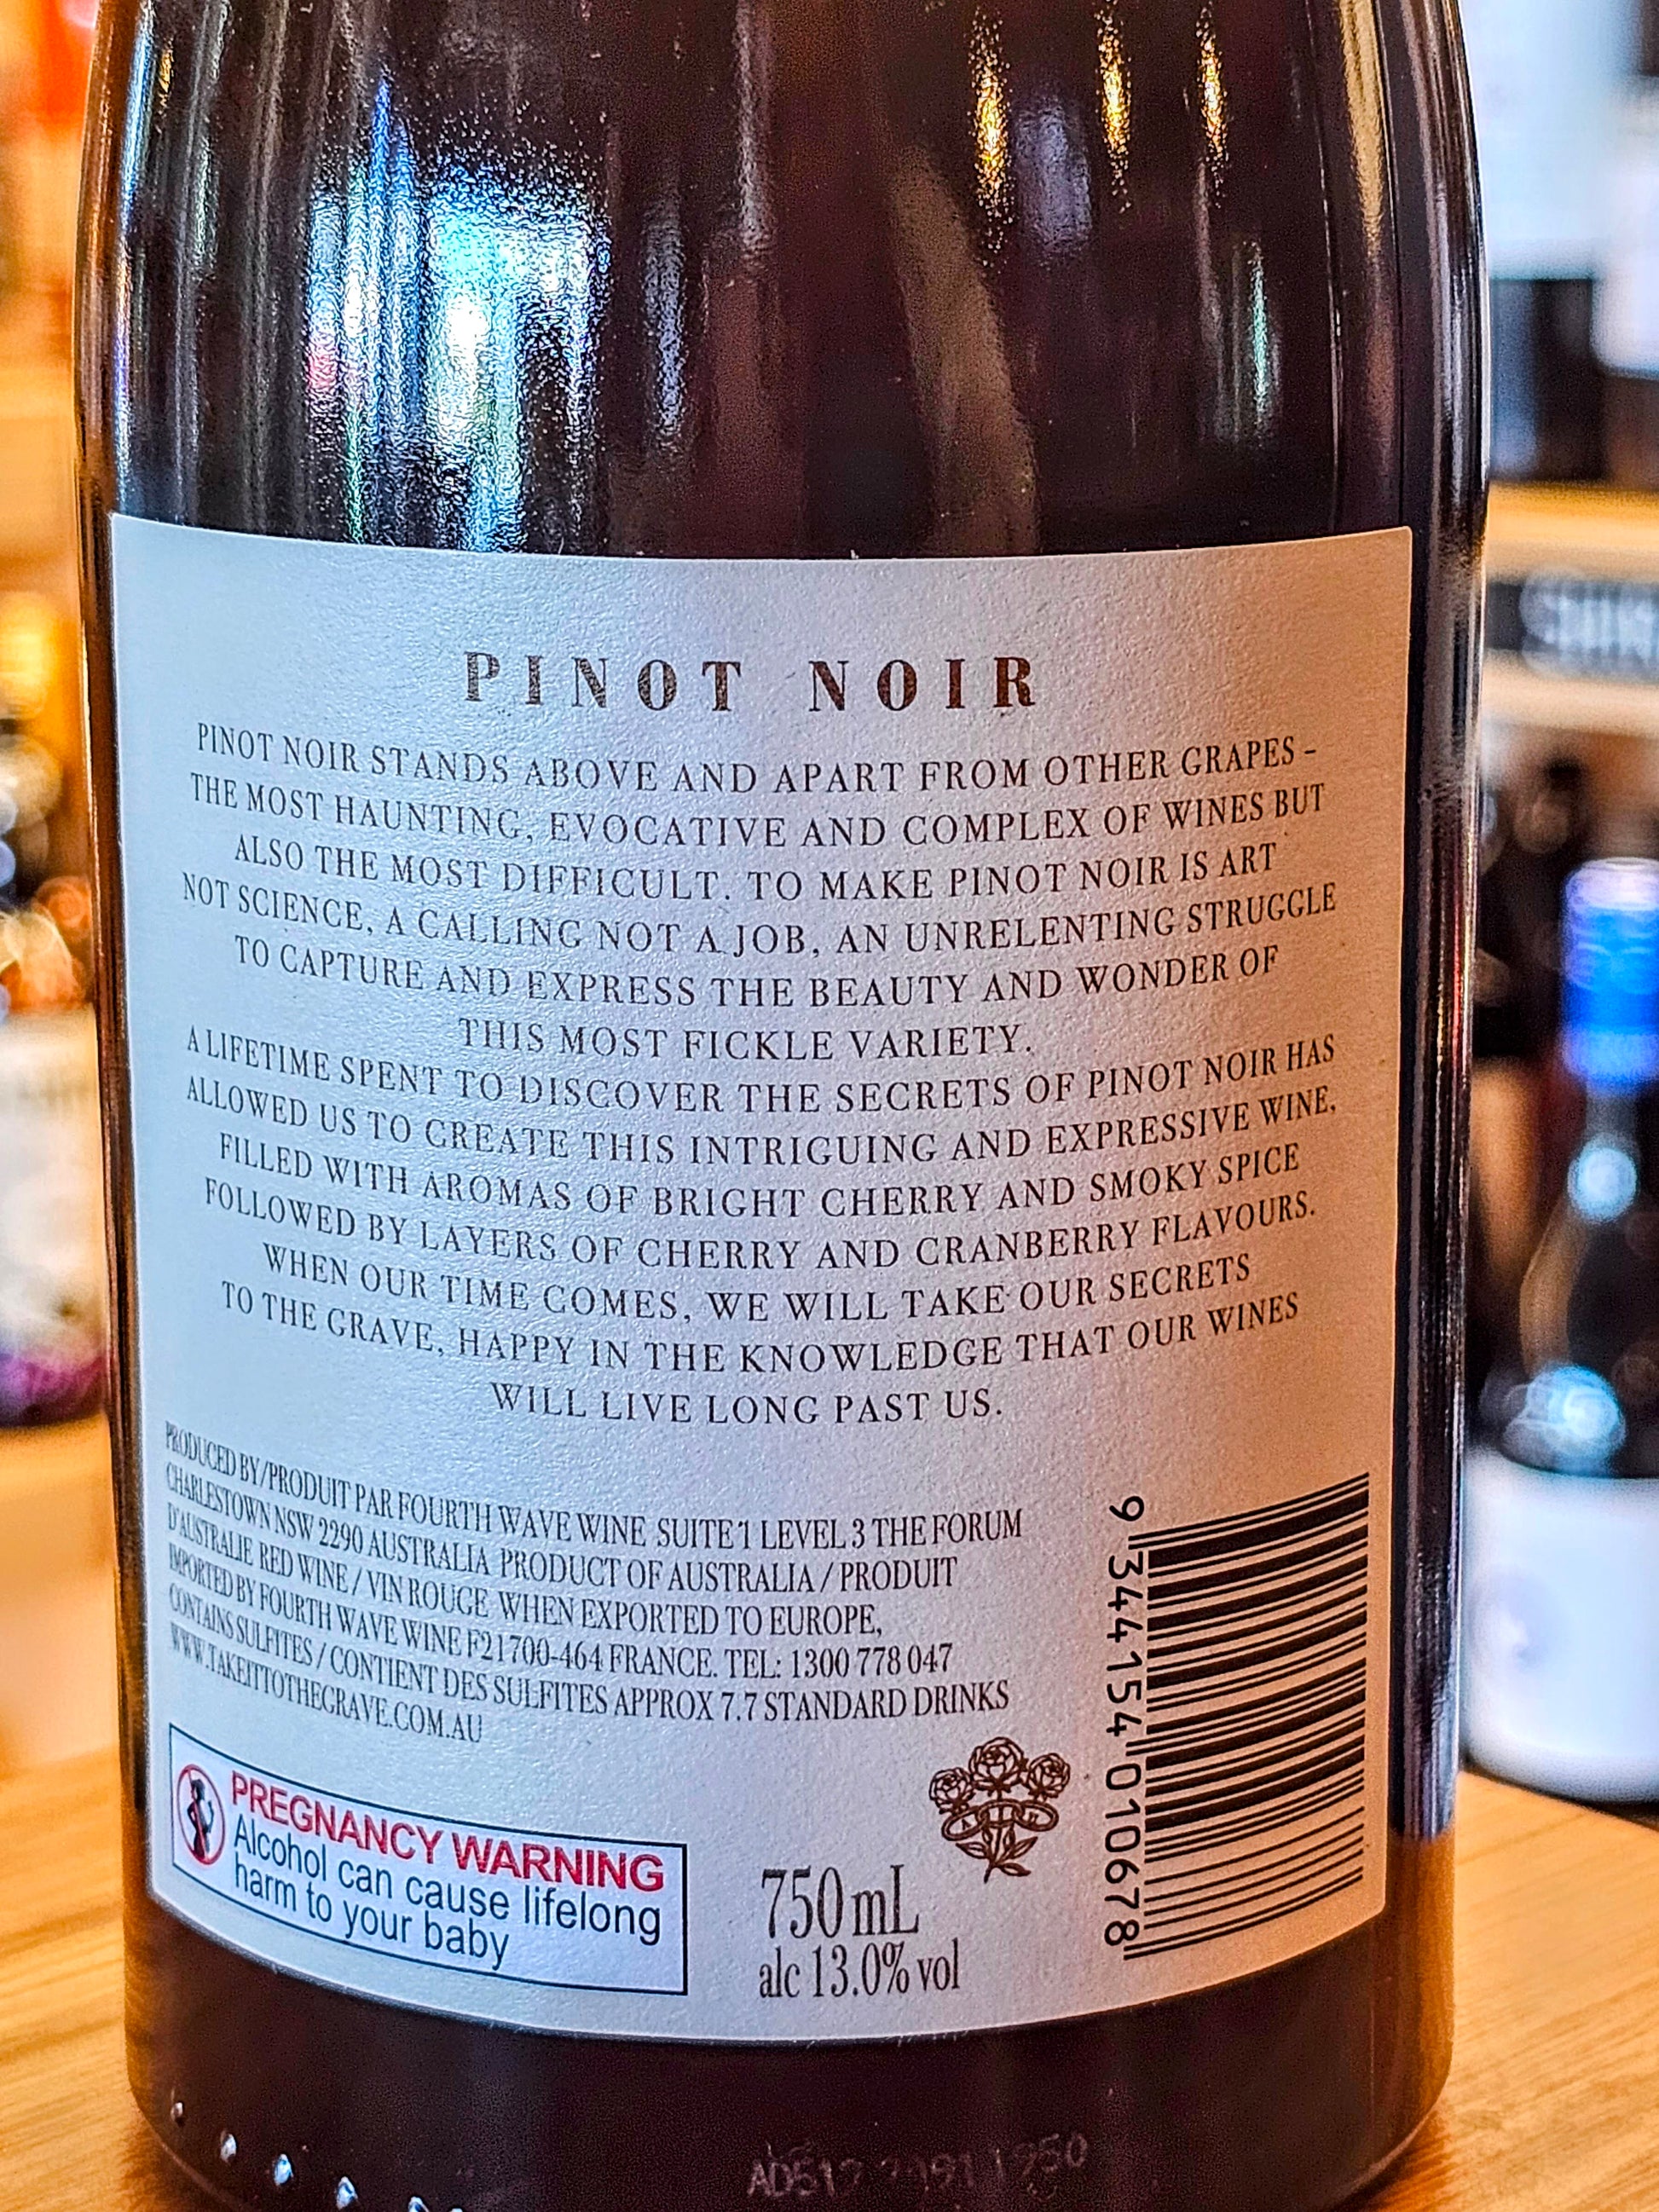 PINOT NOIR
PINOT NOIR STANDS ABOVE AND APART FROM OTHER GRAPES -
THE MOST HAUNTING, EVOCATIVE AND COMPLEX OF WINES BUT
ALSO THE MOST DIFFICULT. TO MAKE PINOT NOIR IS ART
NOT SCIENCE, A CALLING NOT A JOB, AN UNRELENTING STRUGGLE
TO CAPTURE AND EXPRESS THE BEAUTY AND WONDER OF
THIS MOST FICKLE VARIETY.
A LIFETIME SPENT TO DISCOVER THE SECRETS OF PINOT NOIR HAS
ALLOWED US TO CREATE THIS INTRIGUING AND EXPRESSIVE WINE,
FILLED WITH AROMAS OF BRIGHT CHERRY AND SMOKY SPICE
FOLLOWED BY LAYERS OF CHERRY AND CRANBERRY FLAVOURS.
WHEN OUR TIME COMES, WE WILL TAKE OUR SECRETS
TO THE GRAVE, HAPPY IN THE KNOWLEDGE THAT OUR WINES
WILL LIVE LONG PAST US.
PRODUCED BY/PRODUIT PAR FOURTH WAVE WINE SUITE 1 LEVEL 3 THE FORUM
CHARLESTOWN NSW 2290 AUSTRALIA PRODUCT OF AUSTRALIA / PRODUIT
D'AUSTRALIE RED WINE / VIN ROUGE WHEN EXPORTED TO EUROPE,
IMPORTED BY FOURTH WAVE WINE F21700-464 FRANCE. TEL: 1300 778 047
CONTAINS SULFITES / CONTIENT DES SULFITES APPROX 7.7 STANDARD DRINKS
WWW.TAKEITTOTHEGRAVE.COM.AU
PREGNANCY WARNING
Alcohol can cause lifelong
harm to your baby
750mL
alc 13.0% vol
9 344154 010678